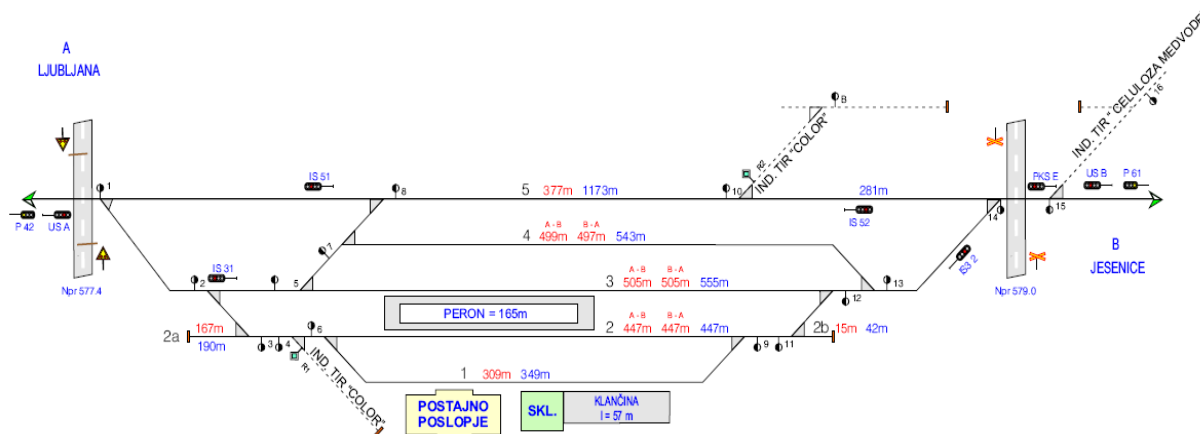 A
LJUBLJANA
IND. TIR "CELULOZA MEDVODE"
16
B
IND. TIR "COLOR"
R2
IS 51
1
8
5 377m 1173m
10
281m
PKS E
US B
P 61
P 42
US A
IS 52
14
15
A - B B - A
4 499m 497m 543m
7
IS3 2
B
JESENICE
IS 31
2
5
A - B B - A
3 505m 505m 555m
13
12
Npr 577.4
Npr 579.0
PERON = 165m
167m
2a
190m
3
4
6
R1
A - B B - A
2 447m 447m 447m
2b 15m 42m
9
11
IND. TIR "COLOR"
1 309m 349m
POSTAJNO
POSLOPJE
SKL.
KLANČINA
l = 57 m